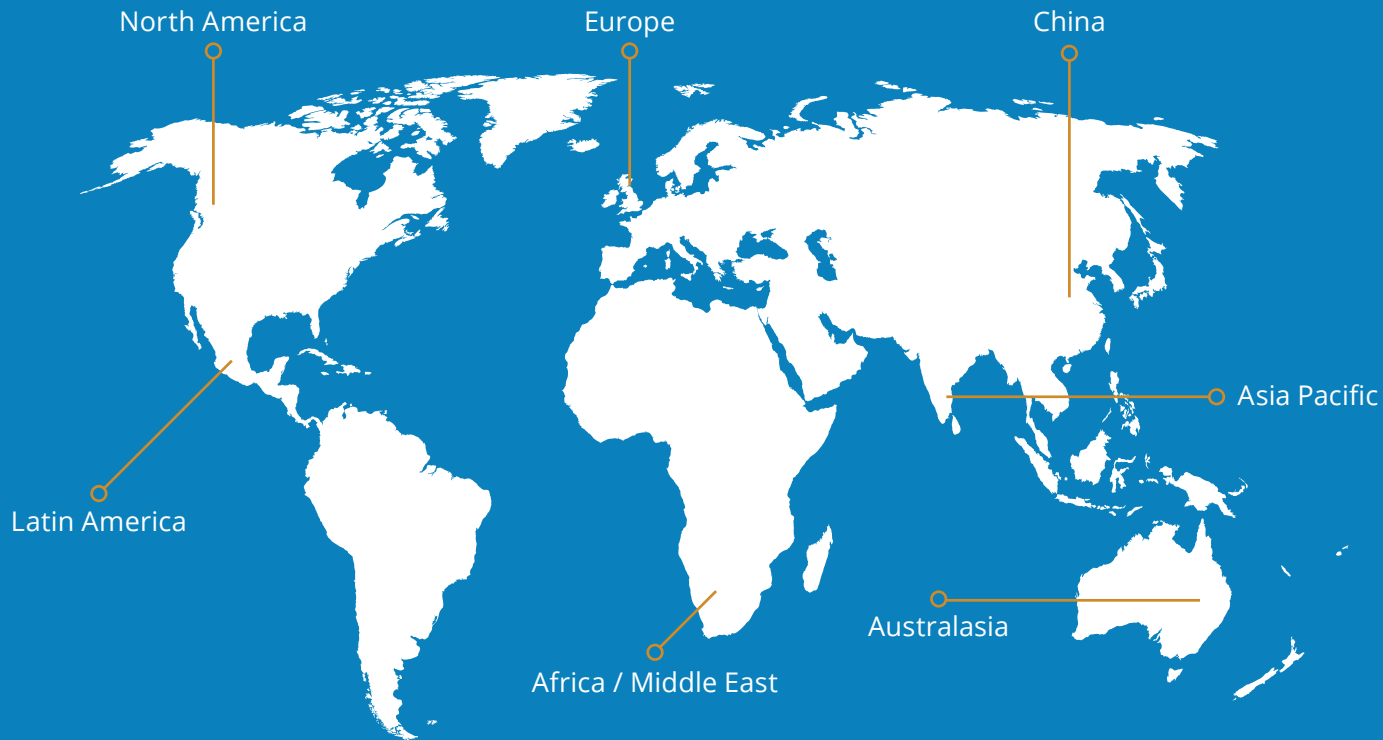 North America
Europe
China
Asia Pacific
Latin America
Australasia
Africa / Middle East